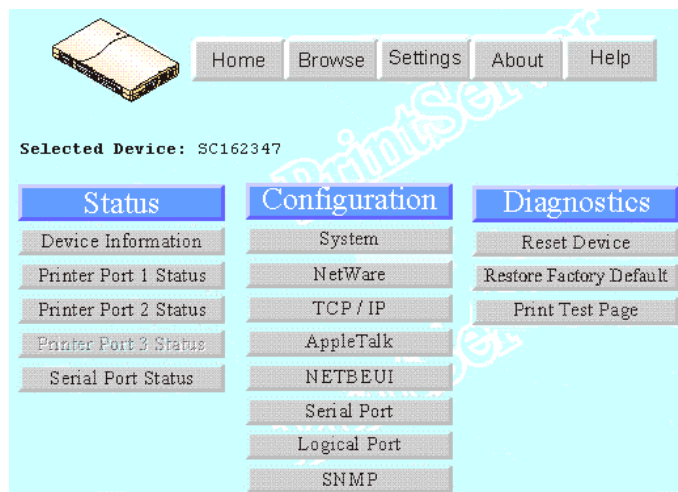 Home Browse Settings About Help
PrintServer
Selected Device: SC162347
Status
Device Information
Printer Port 1 Status
Printer Port 2 Status
Printer Port 3 Status
Serial Port Status
Configuration
System
NetWare
TCP / IP
AppleTalk
NETBEUI
Serial Port
Logical Port
SNMP
Diagnostics
Reset Device
Restore Factory Default
Print Test Page